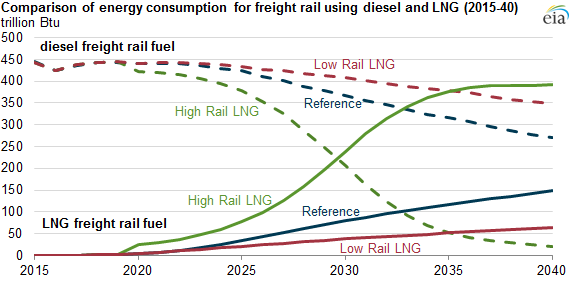 Comparison of energy consumption for freight rail using diesel and LNG (2015-40)
trillion Btu
eia
500
450
400
350
300
250
200
150
100
50
0
diesel freight rail fuel
Low Rail LNG
Reference
High Rail LNG
High Rail LNG
Reference
LNG freight rail fuel
Low Rail LNG
2015
2020
2025
2030
2035
2040